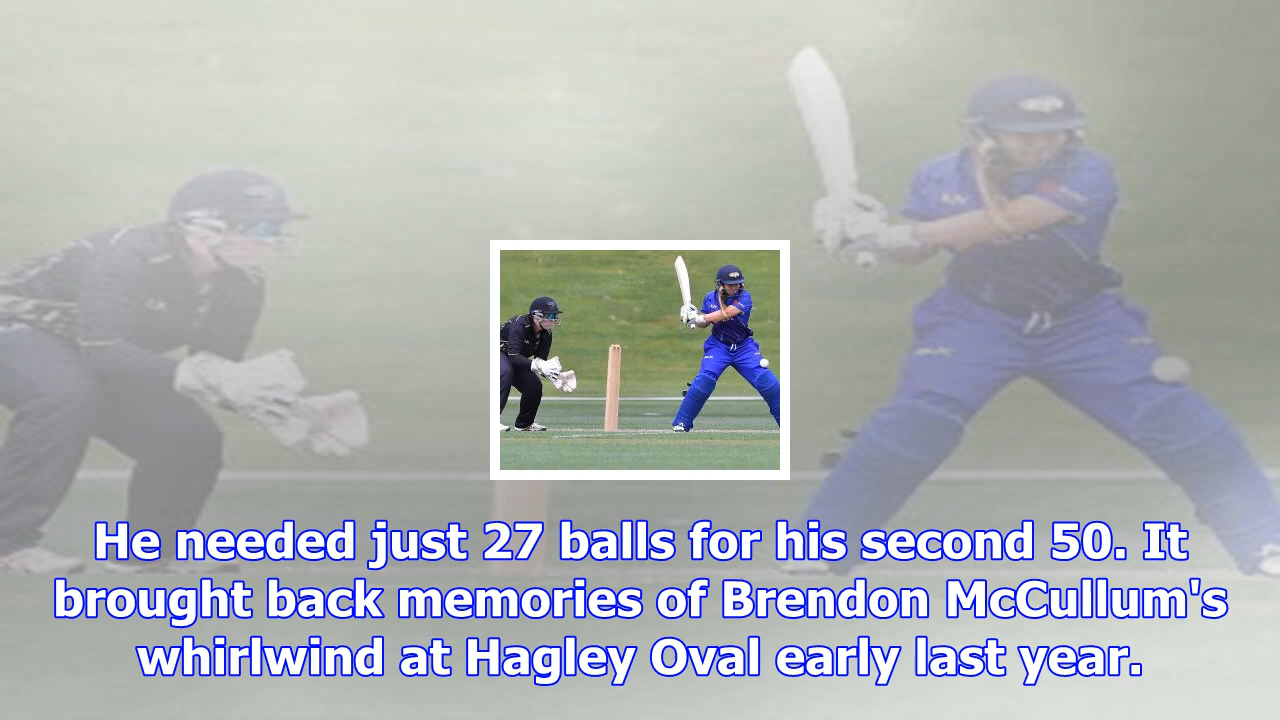 He needed just 27 balls for his second 50. It
brought back memories of Brendon McCullum's
whirlwind at Hagley Oval early last year.